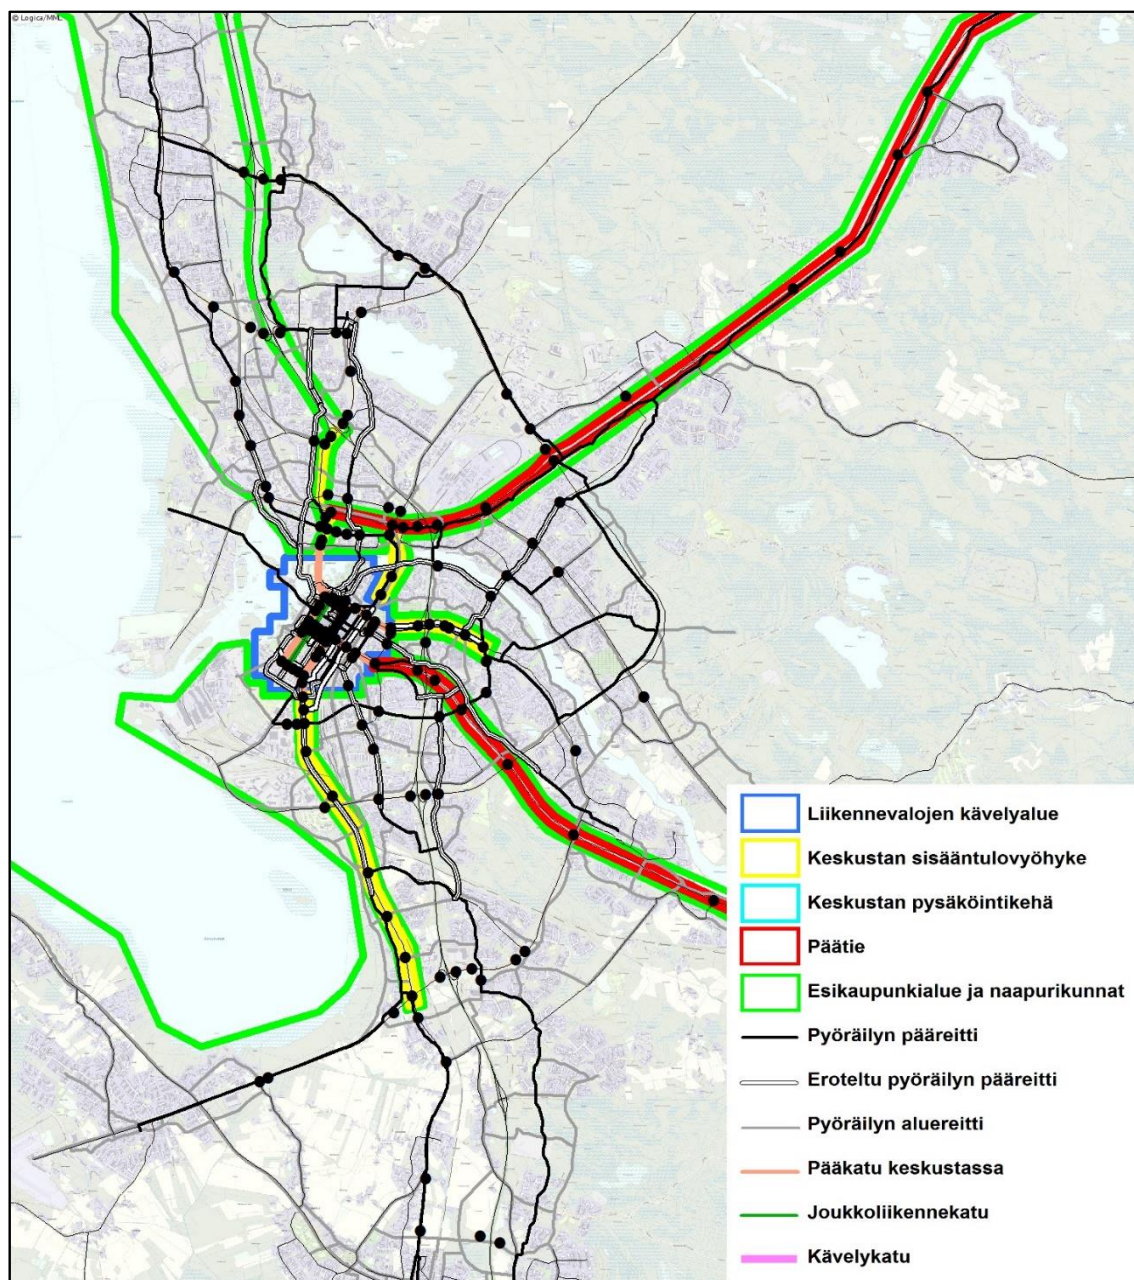 © Logica/MML
Liikennevalojen kävelyalue
Keskustan sisääntulovyöhyke
Keskustan pysäköintikehä
Päätie
Esikaupunkialue ja naapurikunnat
Pyöräilyn pääreitti
Eroteltu pyöräilyn pääreitti
Pyöräilyn aluereitti
Pääkatu keskustassa
Joukkoliikennekatu
Kävelykatu